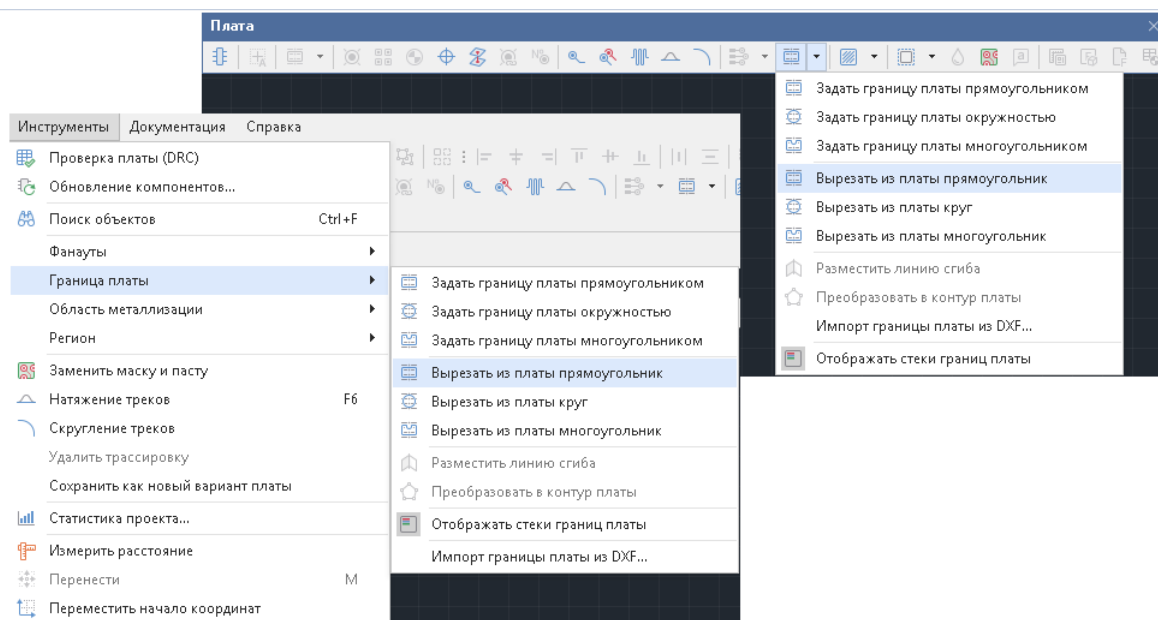 Плата
Задать границу платы прямоугольником
Задать границу платы окружностью
Задать границу платы многоугольником
Вырезать из платы прямоугольник
Вырезать из платы круг
Вырезать из платы многоугольник
Разместить линию сгиба
Преобразовать в контур платы
Импорт границы платы из DXF...
Отображать стеки границ платы
Инструменты Документация Справка
Проверка платы (DRC)
Обновление компонентов...
Поиск объектов Ctrl+F
Фанауты
Граница платы
Область металлизации
Регион
Заменить маску и пасту
Натяжение треков F6
Скругление треков
Удалить трассировку
Сохранить как новый вариант платы
Статистика проекта...
Измерить расстояние
Перенести M
Переместить начало координат
Задать границу платы прямоугольником
Задать границу платы окружностью
Задать границу платы многоугольником
Вырезать из платы прямоугольник
Вырезать из платы круг
Вырезать из платы многоугольник
Разместить линию сгиба
Преобразовать в контур платы
Отображать стеки границ платы
Импорт границы платы из DXF...